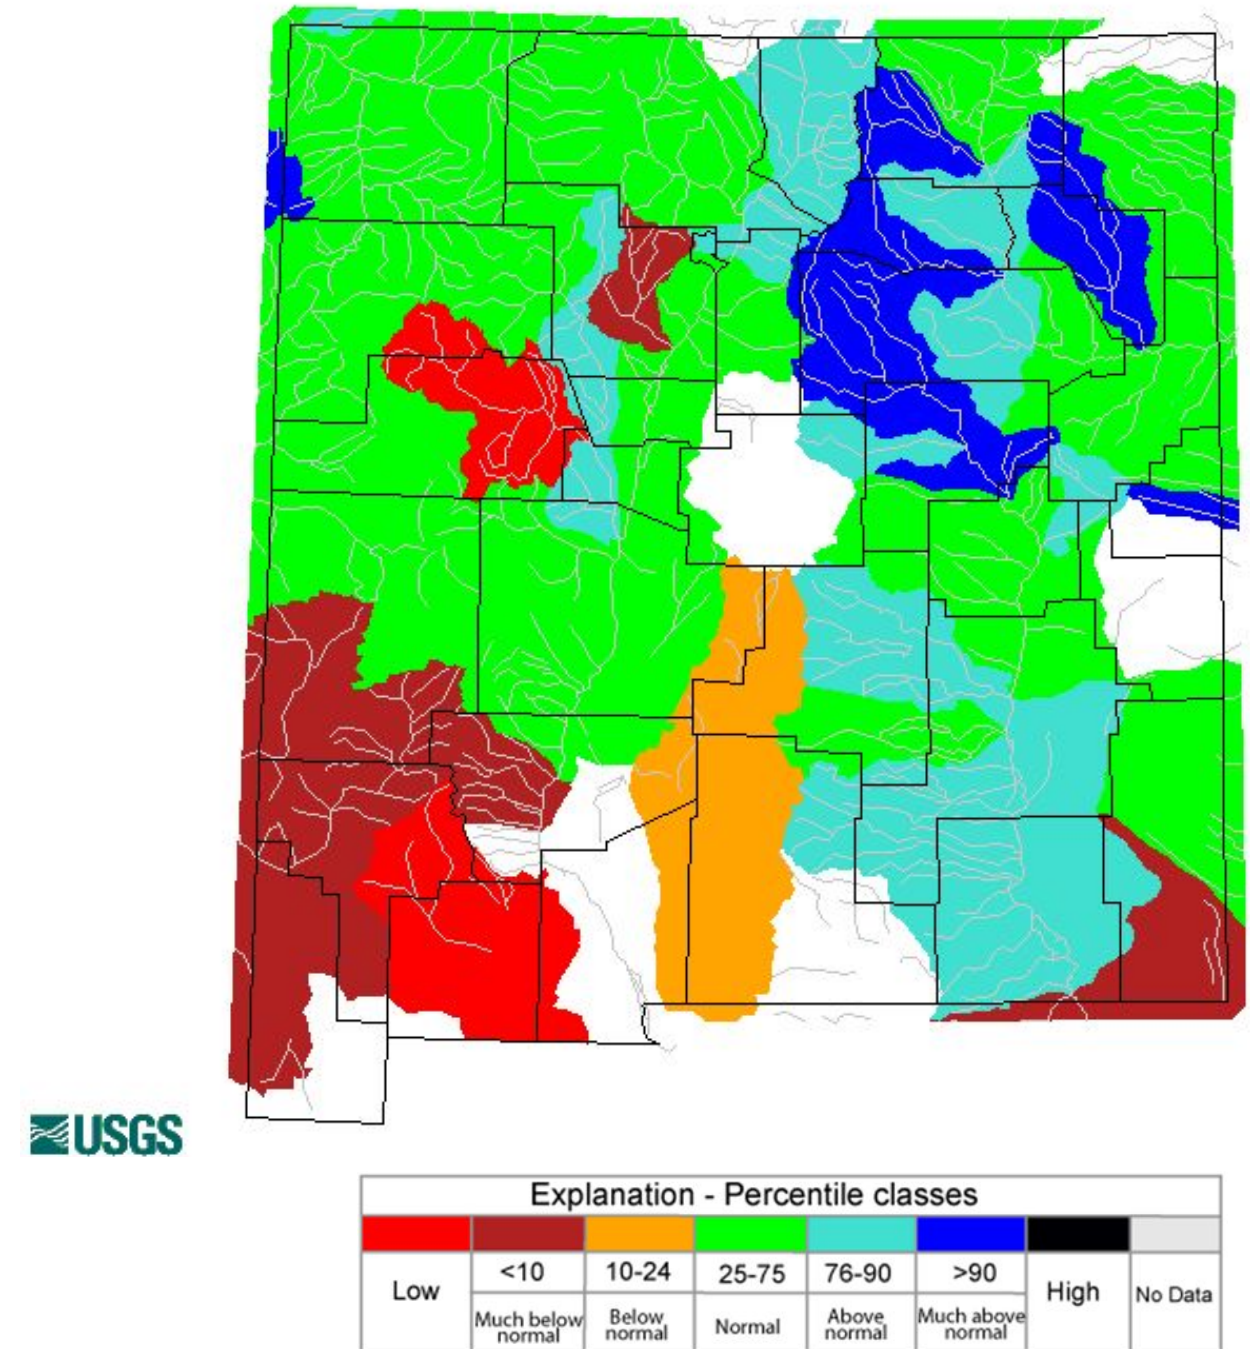 USGS
Explanation - Percentile classes
Low <10 10-24 25-75 76-90 >90 High No Data
Much below normal Below normal Normal Above normal Much above normal